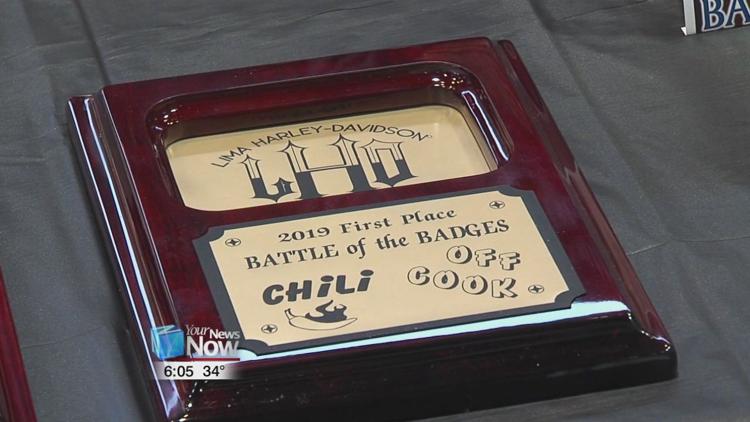 BA
LIMA HARLEY-DAVIDSON
LHD
2019 First Place
BATTLE of the BADGES
CHiLi COOK OFF
Your News
Now
6:05 34°